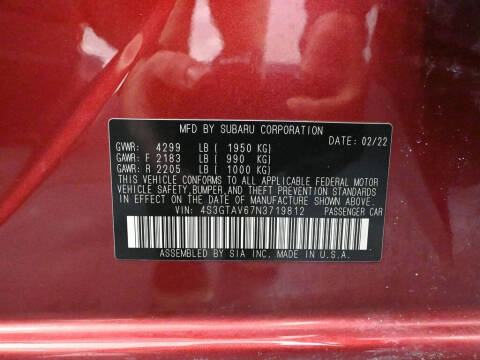 MFD BY SUBARU CORPORATION
GVWR: 4299 LB ( 1950 KG) DATE: 02/22
GAWR: F 2183 LB ( 990 KG)
GAWR: R 2205 LB ( 1000 KG)
THIS VEHICLE CONFORMS TO ALL APPLICABLE FEDERAL MOTOR
VEHICLE SAFETY, BUMPER, AND THEFT PREVENTION STANDARDS
IN EFFECT ON THE DATE OF MANUFACTURE SHOWN ABOVE.
VIN: 4S3GTAV67N3719812 PASSENGER CAR
ASSEMBLED BY SIA INC. MADE IN U.S.A.